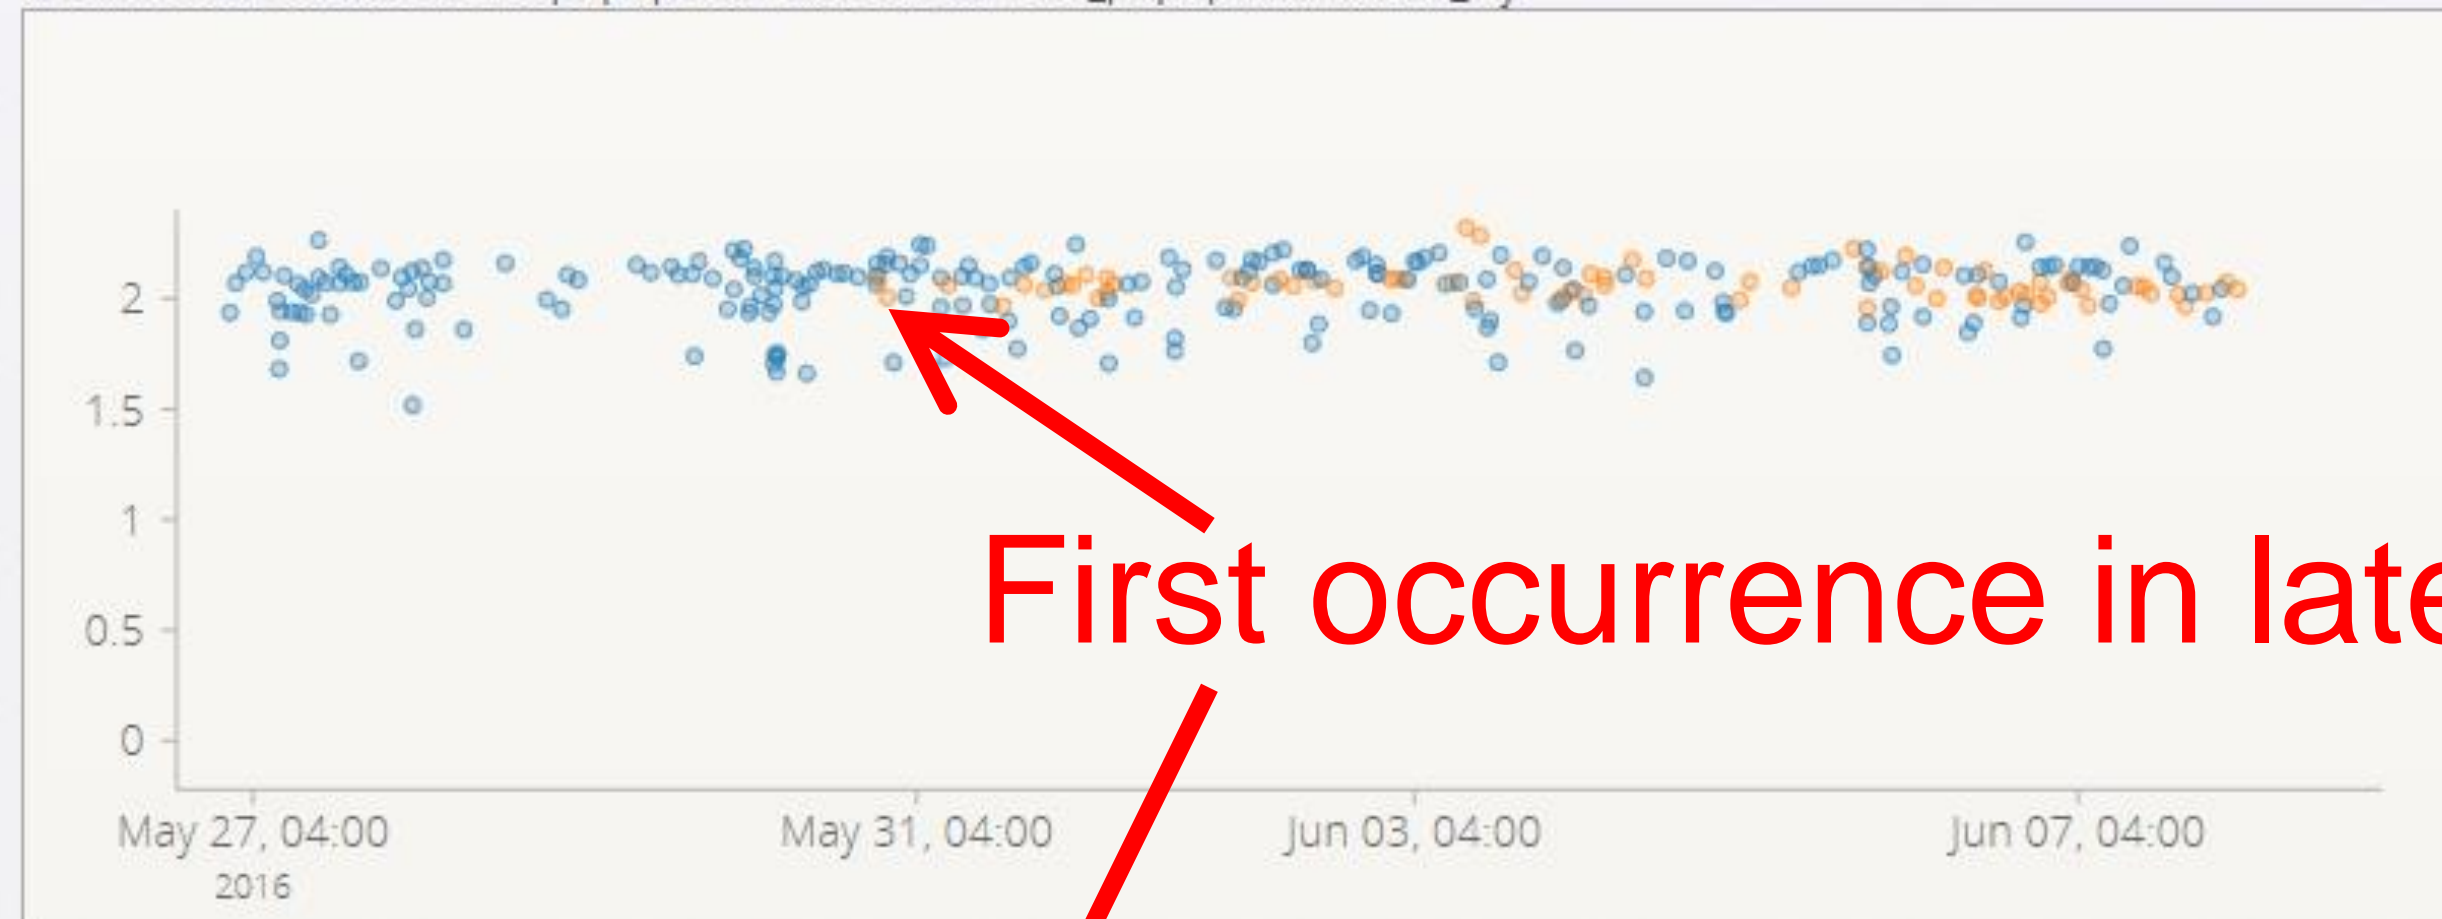 2
1.5
First occurrence in late
1
0.5
0
May 27, 04:00
May 31, 04:00
Jun 03, 04:00
Jun 07, 04:00
2016